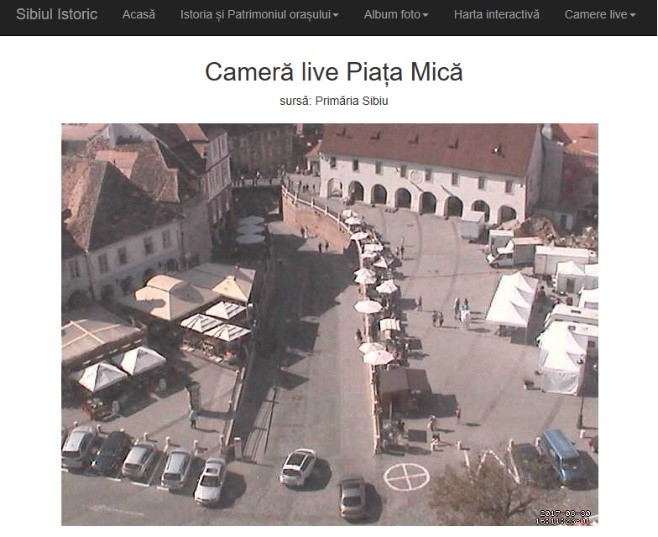 Sibiul Istoric Acasă Istoria și Patrimoniul orașului Album foto Harta interactivă Camere live
Cameră live Piața Mică
sursă: Primăria Sibiu